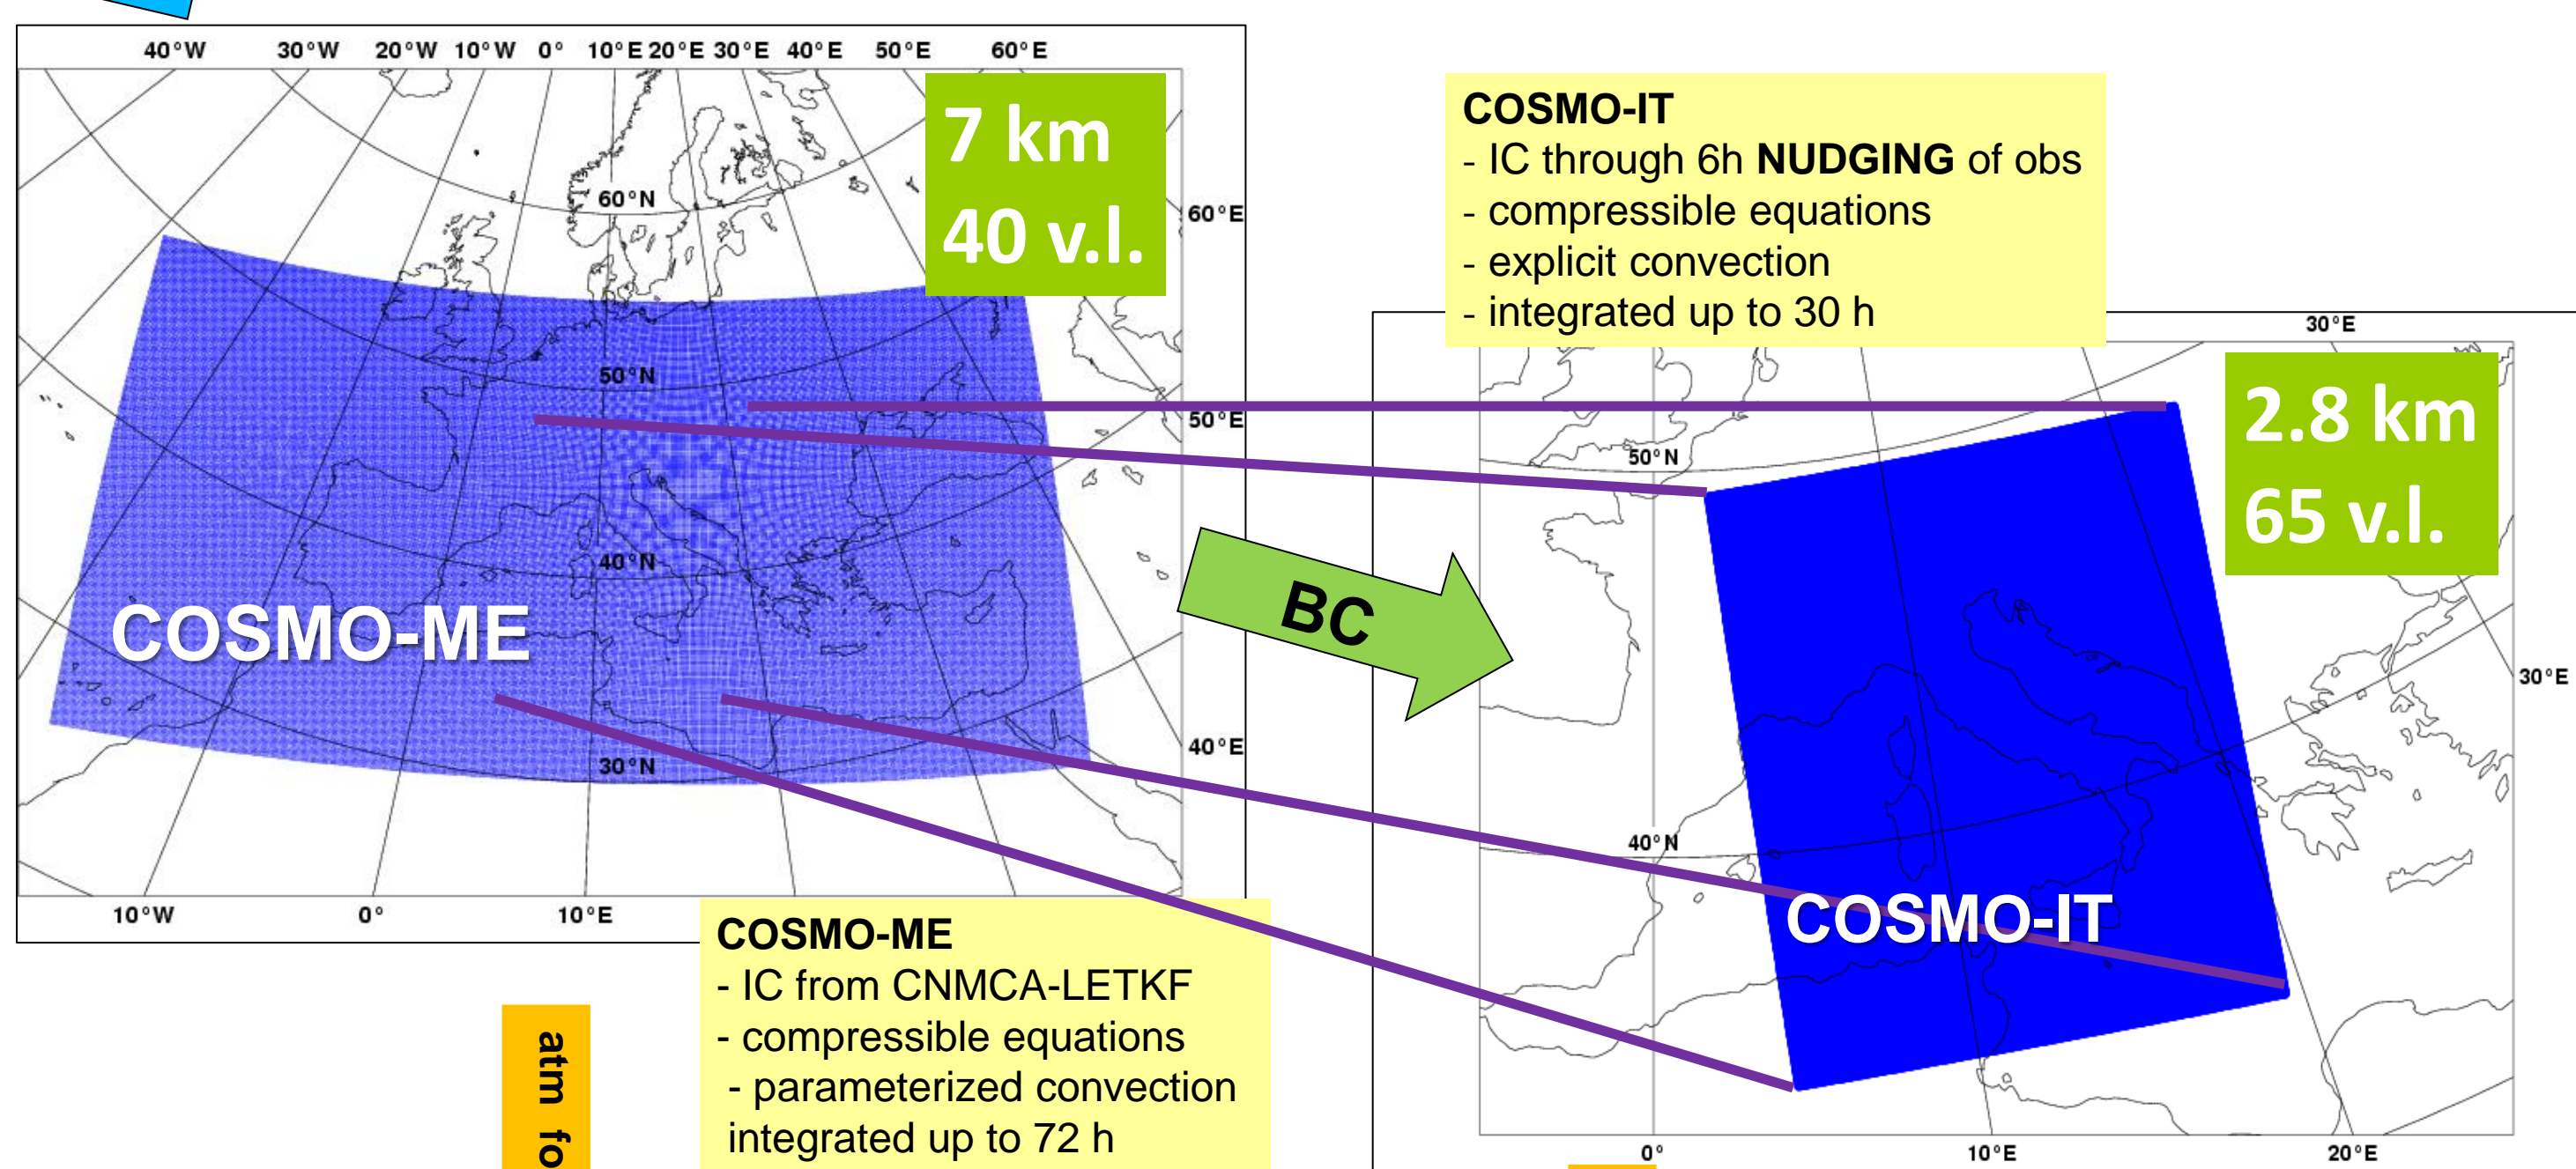 40°W 30°W 20°W 10°W 0° 10°E 20°E 30°E 40°E 50°E 60°E
7 km
40 v.l.
60°N
60°E
50°N
50°E
40°N
COSMO-ME
30°N
40°E
10°W 0° 10°E
COSMO-ME
- IC from CNMCA-LETKF
- compressible equations
- parameterized convection
integrated up to 72 h
atm fo
BC
COSMO-IT
- IC through 6h NUDGING of obs
- compressible equations
- explicit convection
- integrated up to 30 h
30°E
2.8 km
65 v.l.
50°N
30°E
40°N
COSMO-IT
0° 10°E 20°E